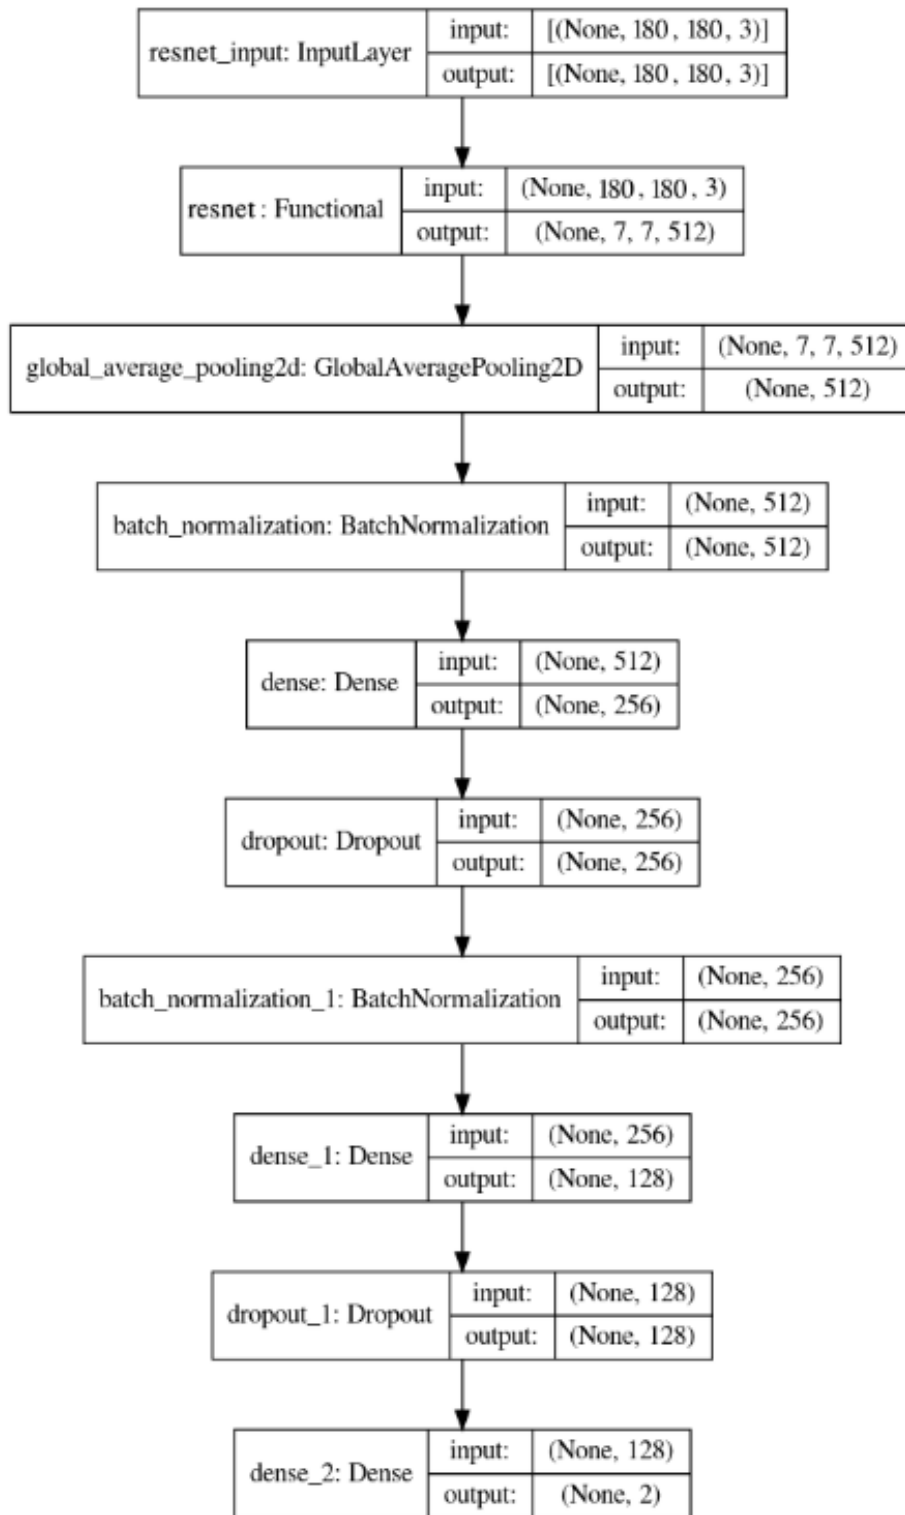 resnet_input: InputLayer
input: [(None, 180, 180, 3)]
output: [(None, 180, 180, 3)]
resnet: Functional
input: (None, 180, 180, 3)
output: (None, 7, 7, 512)
global_average_pooling2d: GlobalAveragePooling2D
input: (None, 7, 7, 512)
output: (None, 512)
batch_normalization: BatchNormalization
input: (None, 512)
output: (None, 512)
dense: Dense
input: (None, 512)
output: (None, 256)
dropout: Dropout
input: (None, 256)
output: (None, 256)
batch_normalization_1: BatchNormalization
input: (None, 256)
output: (None, 256)
dense_1: Dense
input: (None, 256)
output: (None, 128)
dropout_1: Dropout
input: (None, 128)
output: (None, 128)
dense_2: Dense
input: (None, 128)
output: (None, 2)